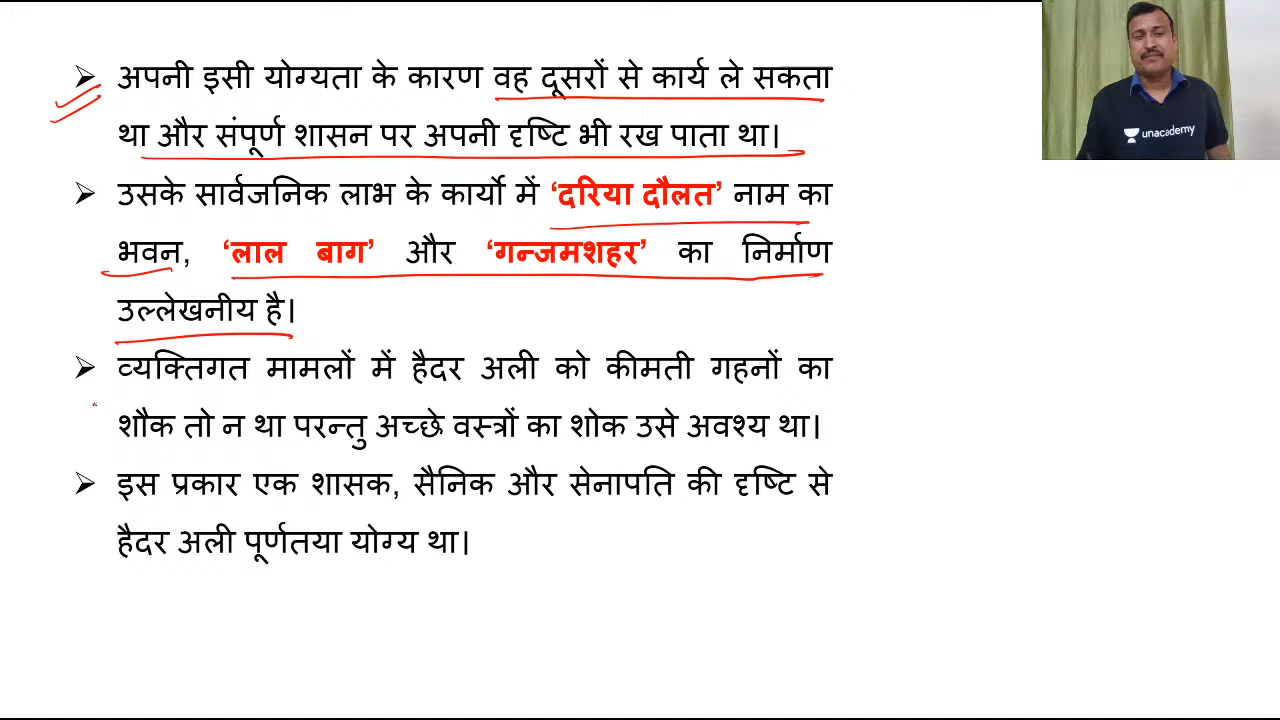 ➢ अपनी इसी योग्यता के कारण वह दूसरों से कार्य ले सकता
था और संपूर्ण शासन पर अपनी दृष्टि भी रख पाता था।
➢ उसके सार्वजनिक लाभ के कार्यो में ‘दरिया दौलत’ नाम का
भवन, ‘लाल बाग’ और ‘गन्जमशहर’ का निर्माण
उल्लेखनीय है।
➢ व्यक्तिगत मामलों में हैदर अली को कीमती गहनों का
शौक तो न था परन्तु अच्छे वस्त्रों का शोक उसे अवश्य था।
➢ इस प्रकार एक शासक, सैनिक और सेनापति की दृष्टि से
हैदर अली पूर्णतया योग्य था।
unacademy